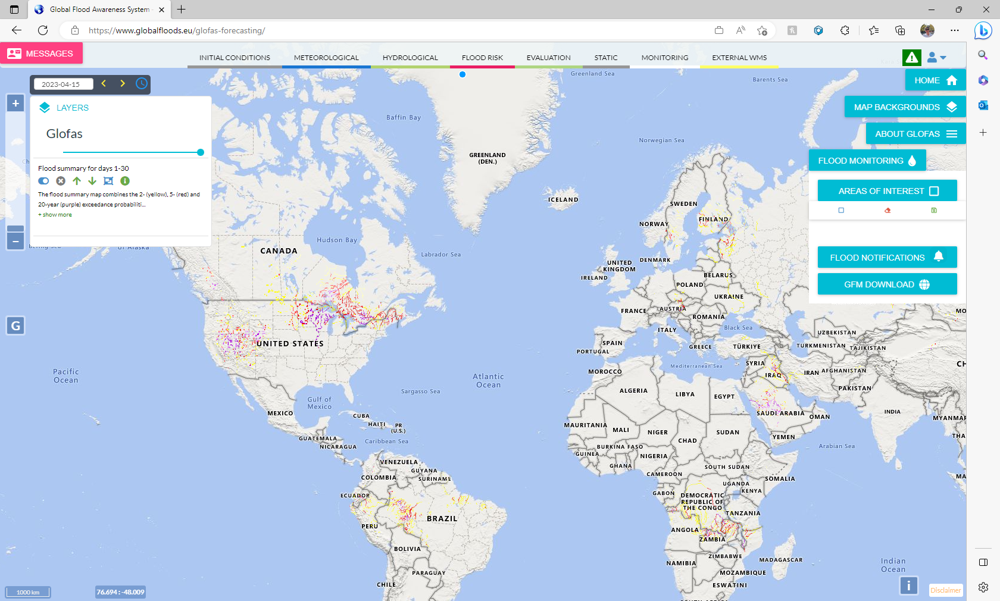 Global Flood Awareness System -
https://www.globalfloods.eu/glofas-forecasting/
MESSAGES
INITIAL CONDITIONS
METEOROLOGICAL
HYDROLOGICAL
FLOOD RISK
EVALUATION
STATIC
MONITORING
EXTERNAL WMS
2023-04-15
LAYERS
Glofas
Flood summary for days 1-30
The flood summary map combines the 2- (yellow), 5- (red) and
20-year (purple) exceedance probabiliti...
+ show more
HOME
MAP BACKGROUNDS
ABOUT GLOFAS
FLOOD MONITORING
AREAS OF INTEREST
FLOOD NOTIFICATIONS
GFM DOWNLOAD
+
−
G
Greenland Sea
Barents Sea
Baffin Bay
Norwegian Sea
GREENLAND
(DEN.)
ICELAND
SWEDEN
FINLAND
NORWAY
Hudson Bay
CANADA
Labrador Sea
UNITED
KINGDOM
DENMARK
IRELAND
BELARUS
POLAND
UKRAINE
FRANCE
AUSTRIA
ROMANIA
ITALY
Black Sea
UZBEKISTAN
UNITED STATES
SPAIN
PORTUGAL
GREECE
TÜRKIYE
TURKMENISTAN
TAJIKISTAN
Pacific
Ocean
Atlantic
Ocean
Mediterranean Sea
SYRIA
MOROCCO
IRAQ
IRAN
AFGHANISTAN
CH
Sargasso Sea
ALGERIA
LIBYA
EGYPT
PAKISTAN
Gulf of
Mexico
MEXICO
CUBA
SAUDI ARABIA
OMAN
INDIA
MYANMAR
HAITI
PR
(U.S.)
MAURITANIA
MALI
NIGER
SUDAN
GUATEMALA
NICARAGUA
Caribbean Sea
CHAD
YEMEN
THA
BURKINA FASO
Arabian Sea
GUINEA
NIGERIA
VENEZUELA
GUYANA
SURINAME
COLOMBIA
GHANA
CAMEROON
SOUTH SUDAN
SOMALIA
MA
ECUADOR
UGANDA
KENYA
GABON
DEMOCRATIC
REPUBLIC OF
THE CONGO
TANZANIA
BRAZIL
PERU
ANGOLA
ZAMBIA
BOLIVIA
ZIMBABWE
MADAGASCAR
NAMIBIA
Indian
Ocean
PARAGUAY
MOZAMBIQUE
CHILE
ESWATINI
1000 km
76.694 : -48.009
i
Disclaimer